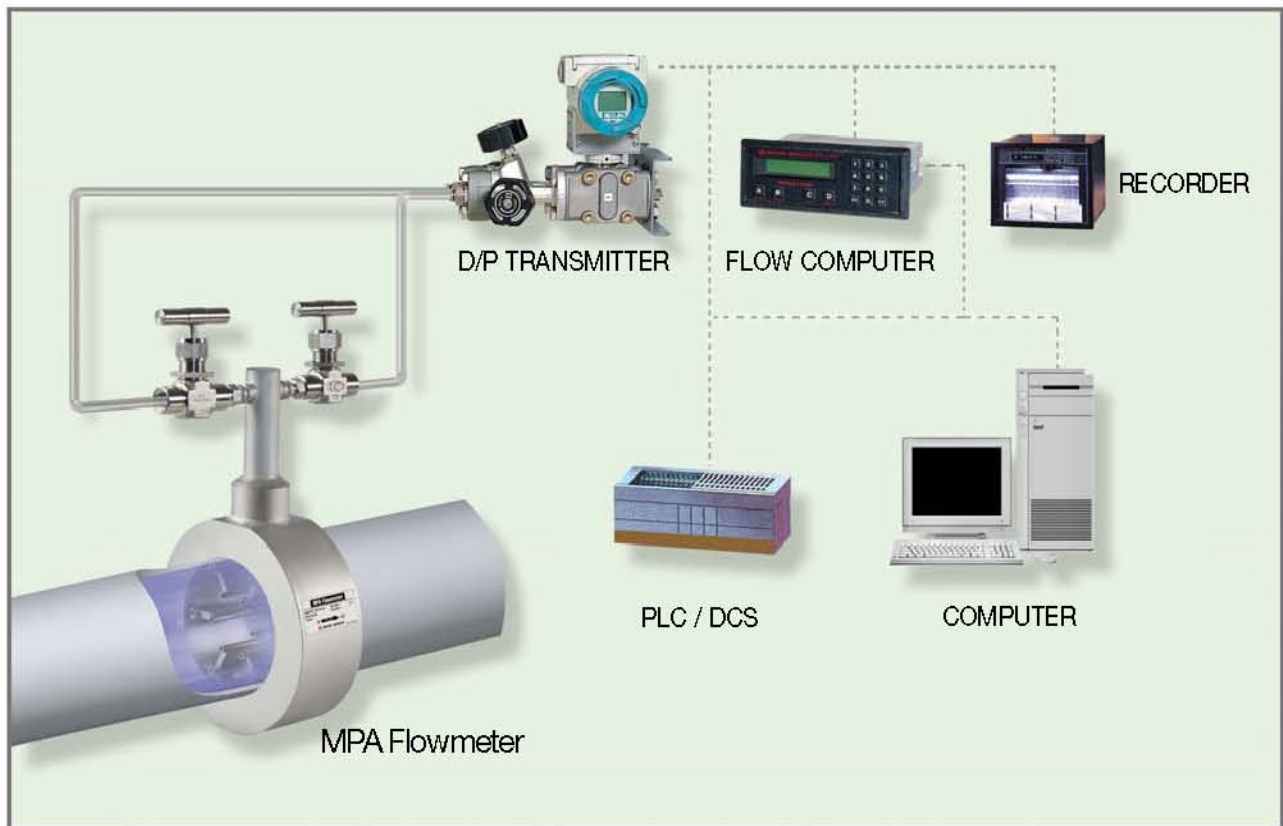 D/P TRANSMITTER
FLOW COMPUTER
RECORDER
PLC / DCS
COMPUTER
MPA Flowmeter